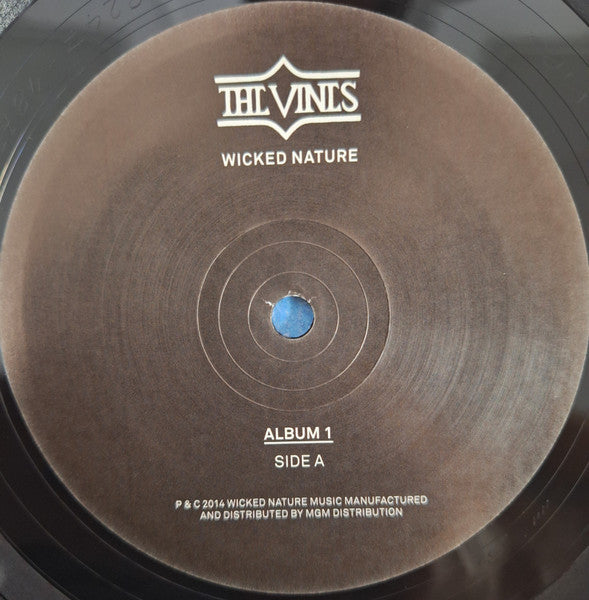 THE VINES
WICKED NATURE
ALBUM 1
SIDE A
P & C 2014 WICKED NATURE MUSIC MANUFACTURED
AND DISTRIBUTED BY MGM DISTRIBUTION